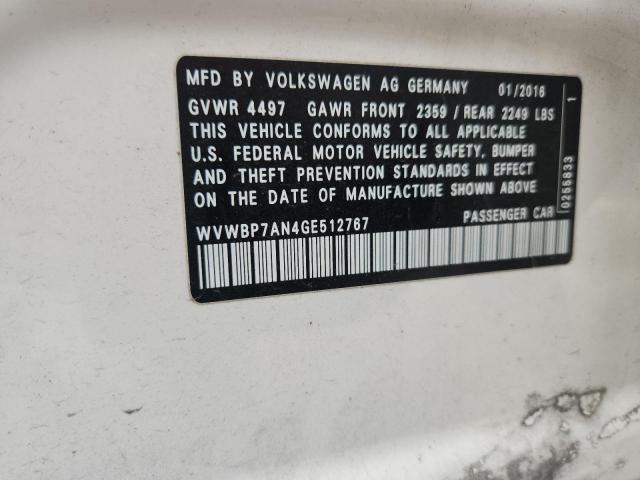 MFD BY VOLKSWAGEN AG GERMANY 01/2016
GVWR 4497 GAWR FRONT 2359 / REAR 2249 LBS
THIS VEHICLE CONFORMS TO ALL APPLICABLE
U.S. FEDERAL MOTOR VEHICLE SAFETY, BUMPER
AND THEFT PREVENTION STANDARDS IN EFFECT
ON THE DATE OF MANUFACTURE SHOWN ABOVE
WVWBP7AN4GE512767 PASSENGER CAR
0255833 1